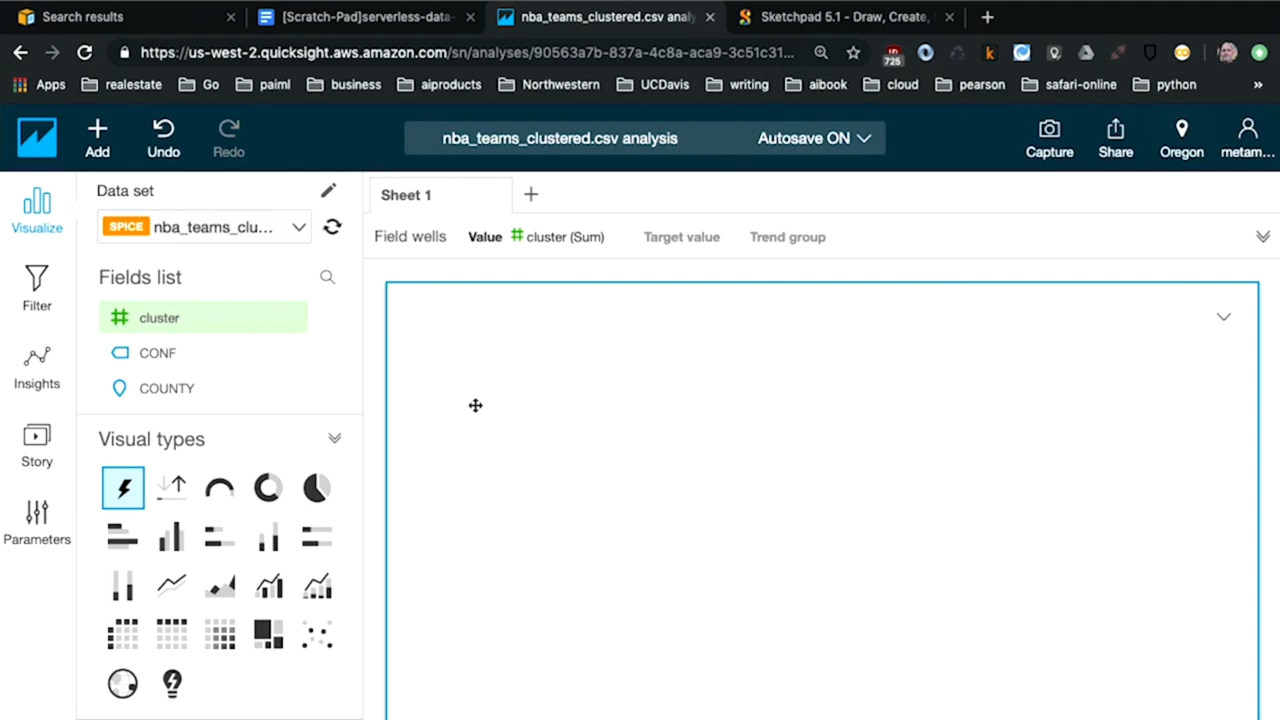 Search results
[Scratch-Pad]serverless-data-
nba_teams_clustered.csv analy
Sketchpad 5.1 - Draw, Create,
https://us-west-2.quicksight.aws.amazon.com/sn/analyses/90563a7b-837a-4c8a-aca9-3c51c31...
725
Apps
realestate
Go
paiml
business
aiproducts
Northwestern
UCDavis
writing
aibook
cloud
pearson
safari-online
python
»
Add
Undo
Redo
nba_teams_clustered.csv analysis
Autosave ON
Capture
Share
Oregon
metam...
Visualize
Filter
Insights
Story
Parameters
Data set
SPICE nba_teams_clu...
Fields list
cluster
CONF
COUNTY
Visual types
Sheet 1
Field wells Value cluster (Sum) Target value Trend group